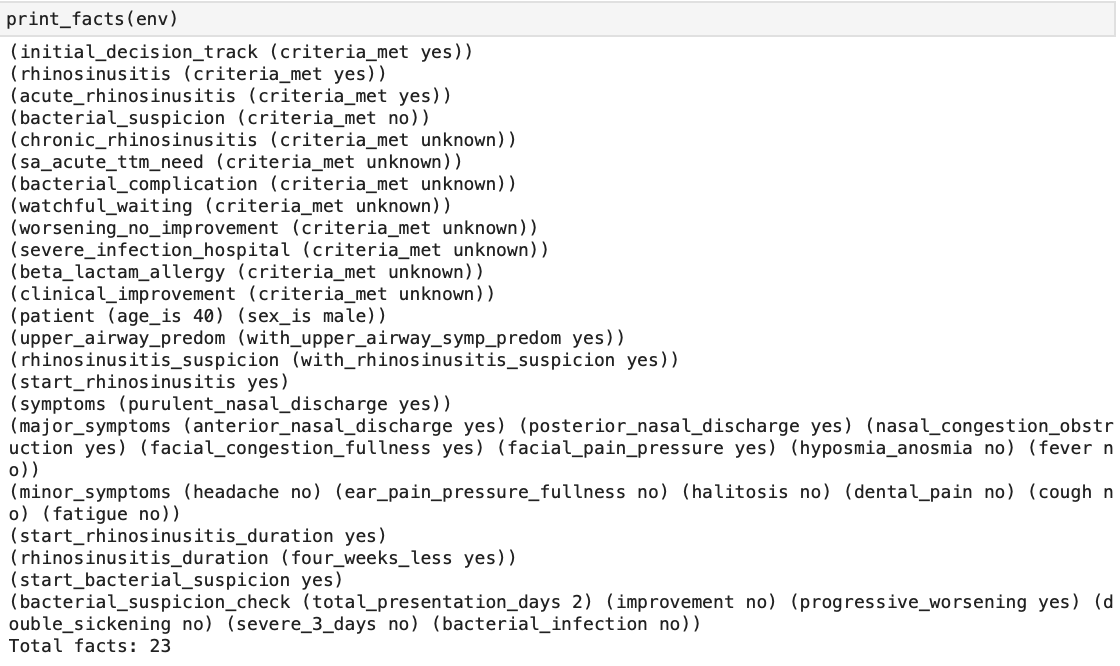 print_facts(env)
(initial_decision_track (criteria_met yes))
(rhinosinusitis (criteria_met yes))
(acute_rhinosinusitis (criteria_met yes))
(bacterial_suspicion (criteria_met no))
(chronic_rhinosinusitis (criteria_met unknown))
(sa_acute_ttm_need (criteria_met unknown))
(bacterial_complication (criteria_met unknown))
(watchful_waiting (criteria_met unknown))
(worsening_no_improvement (criteria_met unknown))
(severe_infection_hospital (criteria_met unknown))
(beta_lactam_allergy (criteria_met unknown))
(clinical_improvement (criteria_met unknown))
(patient (age_is 40) (sex_is male))
(upper_airway_predom (with_upper_airway_symp_predom yes))
(rhinosinusitis_suspicion (with_rhinosinusitis_suspicion yes))
(start_rhinosinusitis yes)
(symptoms (purulent_nasal_discharge yes))
(major_symptoms (anterior_nasal_discharge yes) (posterior_nasal_discharge yes) (nasal_congestion_obstr
uction yes) (facial_congestion_fullness yes) (facial_pain_pressure yes) (hyposmia_anosmia no) (fever n
o))
(minor_symptoms (headache no) (ear_pain_pressure_fullness no) (halitosis no) (dental_pain no) (cough n
o) (fatigue no))
(start_rhinosinusitis_duration yes)
(rhinosinusitis_duration (four_weeks_less yes))
(start_bacterial_suspicion yes)
(bacterial_suspicion_check (total_presentation_days 2) (improvement no) (progressive_worsening yes) (d
ouble_sickening no) (severe_3_days no) (bacterial_infection no))
Total facts: 23